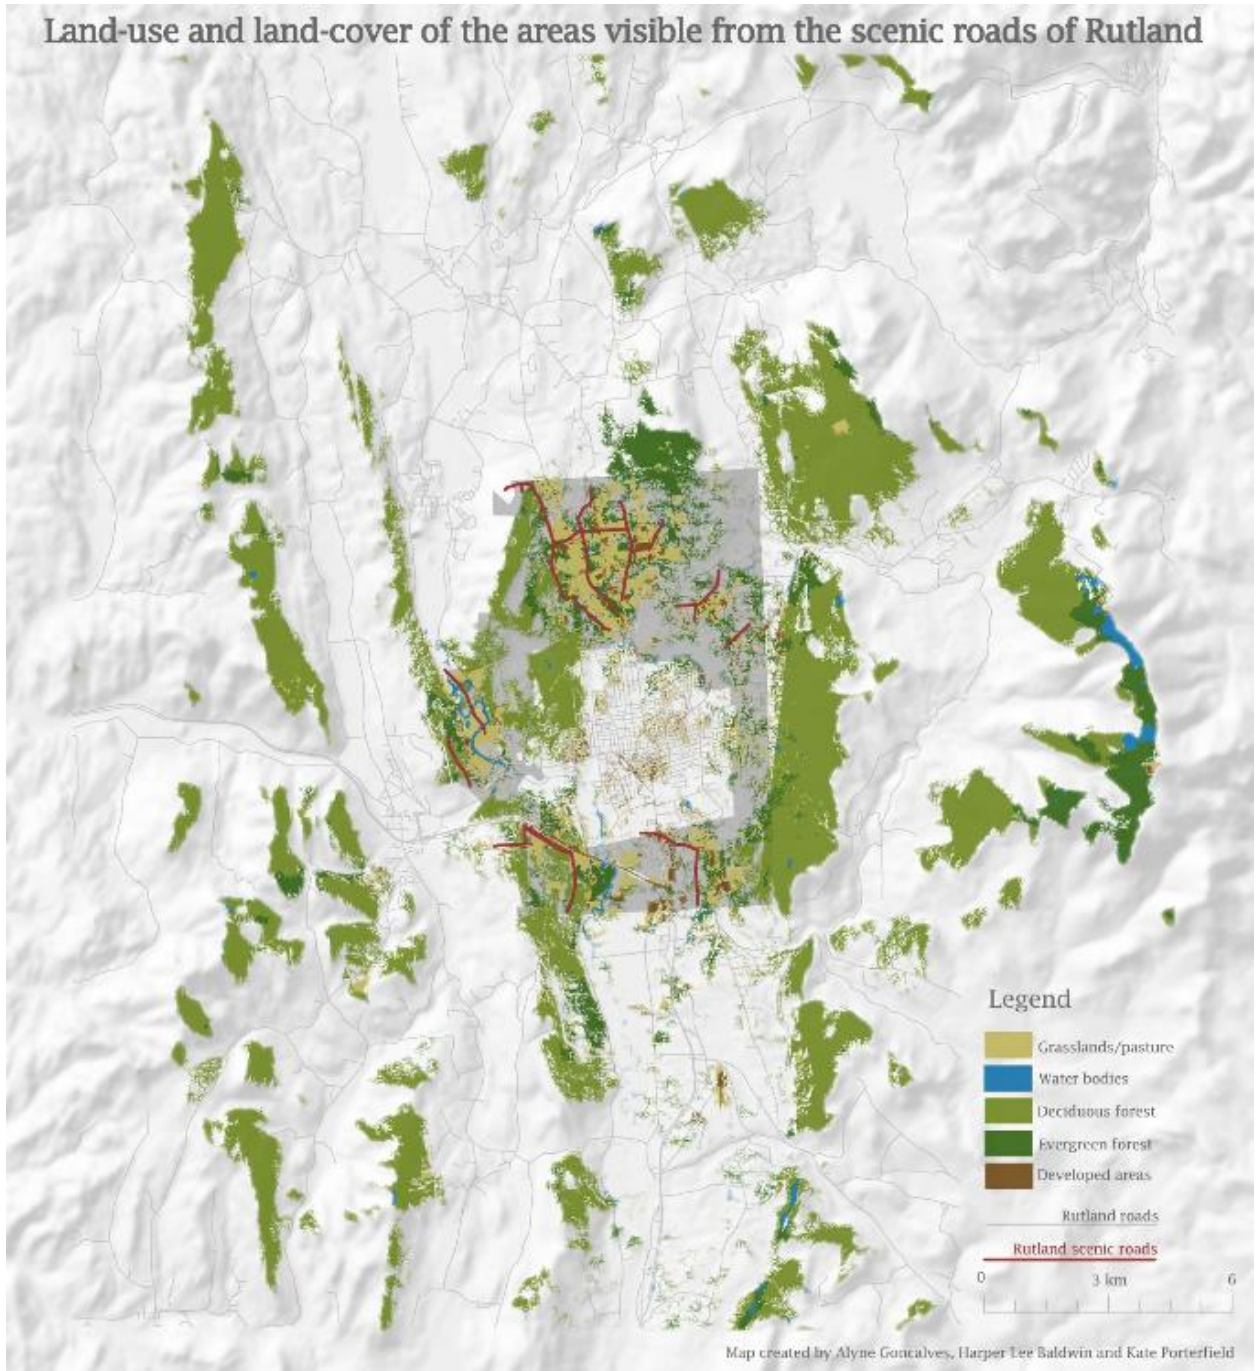 Land-use and land-cover of the areas visible from the scenic roads of Rutland
Legend
Grasslands/pasture
Water bodies
Deciduous forest
Evergreen forest
Developed areas
Rutland roads
Rutland scenic roads
0 3 km 6
Map created by Alyne Goncalves, Harper Lee Baldwin and Kate Porterfield